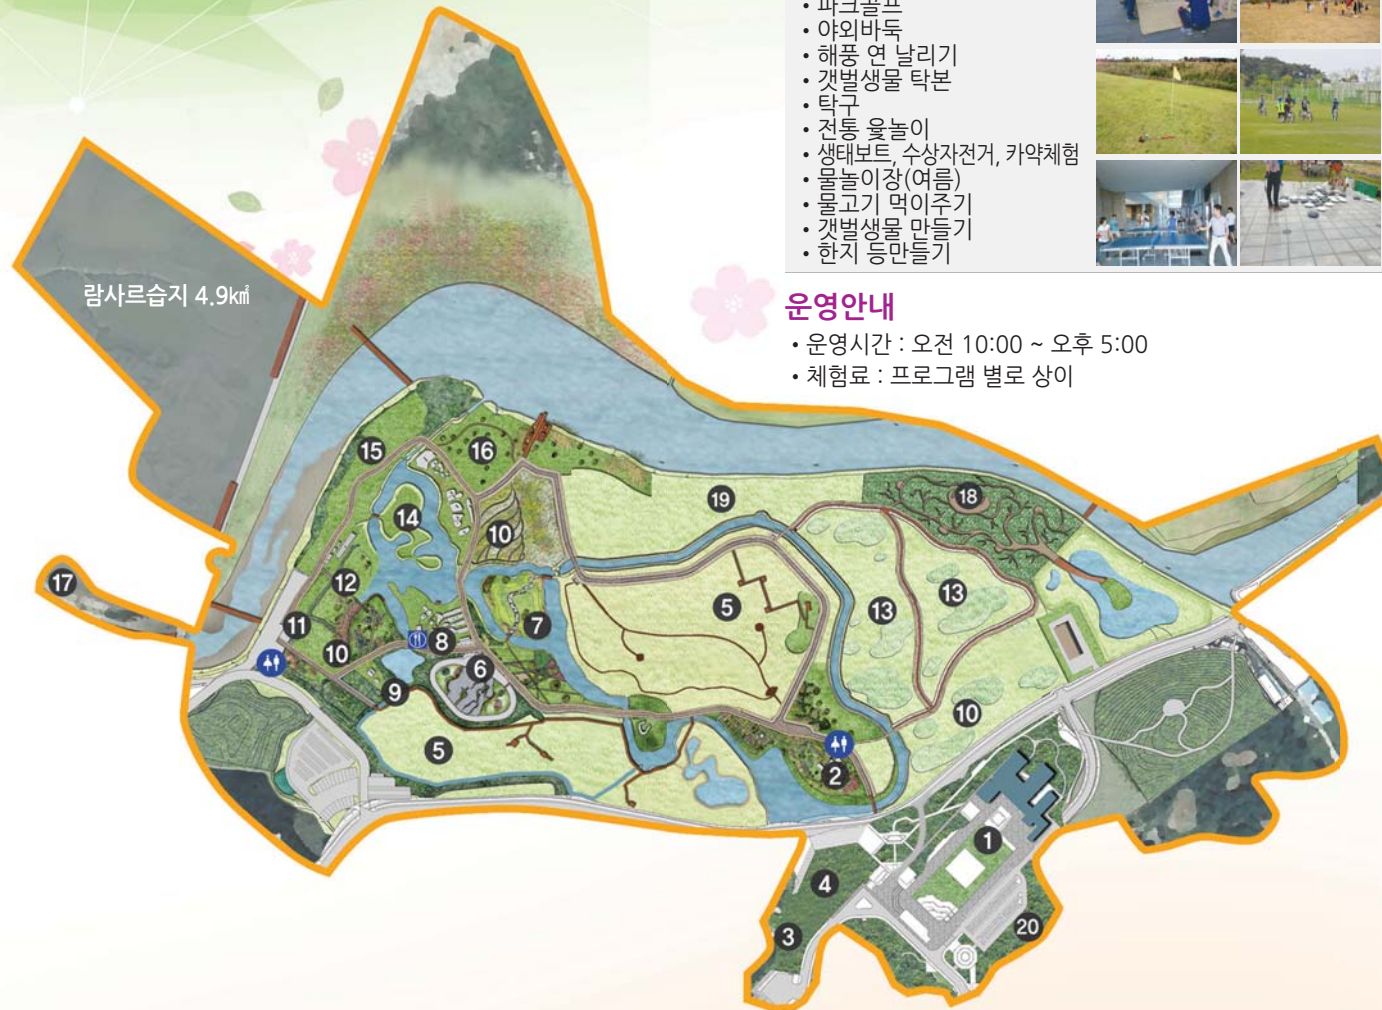 • 파크골프
• 야외바둑
• 해풍 연 날리기
• 갯벌생물 탁본
• 탁구
• 전통 윷놀이
• 생태보트, 수상자전거, 카약체험
• 물놀이장(여름)
• 물고기 먹이주기
• 갯벌생물 만들기
• 한지 등만들기
람사르습지 4.9㎢
운영안내
• 운영시간 : 오전 10:00 ~ 오후 5:00
• 체험료 : 프로그램 별로 상이
15
16
14
10
19
18
17
12
11
10
8
7
6
9
5
5
13
13
10
2
1
4
3
20